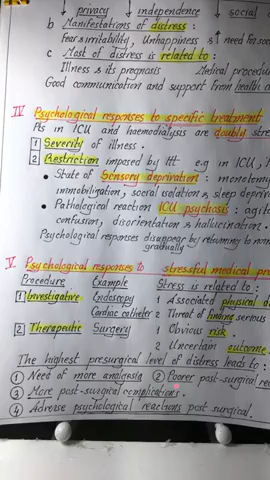 privacy independence social
b Manifestations of distress :
Fear & irritability, Unhappiness & ↑ need for soc
c Most of distress is related to :
Illness & its prognosis Medical procedu
Good communication and support from health c
IV Psychological responses to specific treatment
Pts in ICU and haemodialysis are doubly stre
1 Severity of illness.
2 Restriction imposed by ttt e.g in ICU, h
• State of Sensory deprivation : monotomy
immobiligation, social isolation & sleep depriv
• Pathological reaction ICU psychosis : agit
confusion, disorientation & hallucination.
Psychological responses disappear by returning to norm
gradually
V Psychological responses to stressful medical pro
Procedure Example Stress is related to :
1 Investigative Endoscopy 1 Associated physical d
Cardiac catheter 2 Threat of finding serious
2 Therapeutic Surgery 1 Obvious risk.
2 Uncertain outcome
The highest presurgical level of distress leads to :
1 Need of more analgesia 2 Poorer post-surgical re
3 More post-surgical complications.
4 Adverse psychological reactions post surgical.